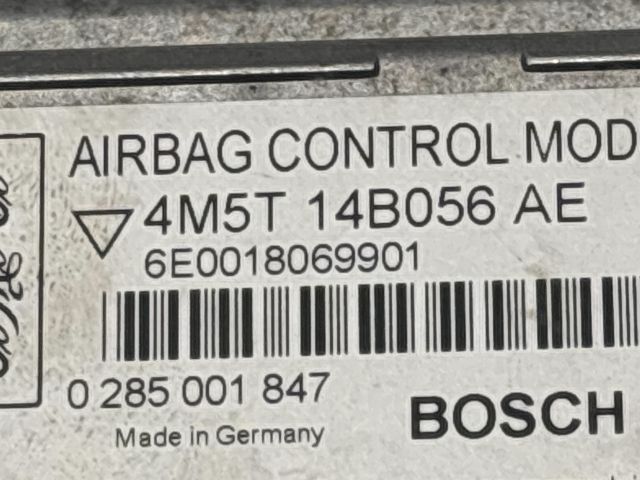 AIRBAG CONTROL MOD
4M5T 14B056 AE
6E0018069901
0 285 001 847
BOSCH
Made in Germany